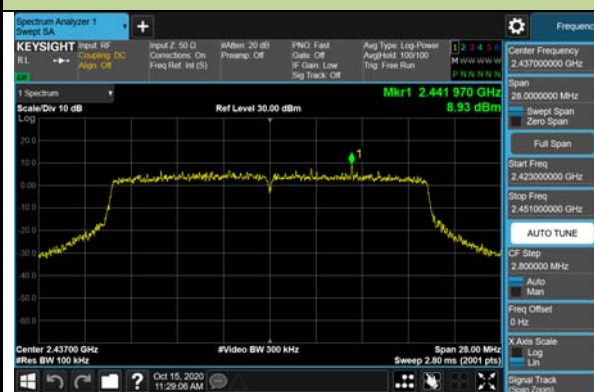 Spectrum Analyzer 1
Swept SA
Frequenc
KEYSIGHT
Input: RF
Coupling: DC
Align: Off
Input Z: 50 Ω
Corrections: On
Freq Ref: Int (S)
#Atten: 20 dB
Preamp: Off
PNO: Fast
Gate: Off
IF Gain: Low
Sig Track: Off
Avg Type: Log-Power
Avg|Hold: 100/100
Trig: Free Run
1 2 3 4 5 6
M W W W W W
P N N N N N
RL
1 Spectrum
Scale/Div 10 dB
Log
Ref Level 30.00 dBm
Mkr1 2.441 970 GHz
8.93 dBm
20.0
10.0
0.00
-10.0
-20.0
-30.0
-40.0
-50.0
-60.0
1
Center 2.43700 GHz
#Res BW 100 kHz
#Video BW 300 kHz
Span 28.00 MHz
Sweep 2.80 ms (2001 pts)
Center Frequency
2.437000000 GHz
Span
28.0000000 MHz
Swept Span
Zero Span
Full Span
Start Freq
2.423000000 GHz
Stop Freq
2.451000000 GHz
AUTO TUNE
CF Step
2.800000 MHz
Auto
Man
Freq Offset
0 Hz
X Axis Scale
Log
Lin
Signal Track
(Span Zoom)
Oct 15, 2020
11:29:06 AM